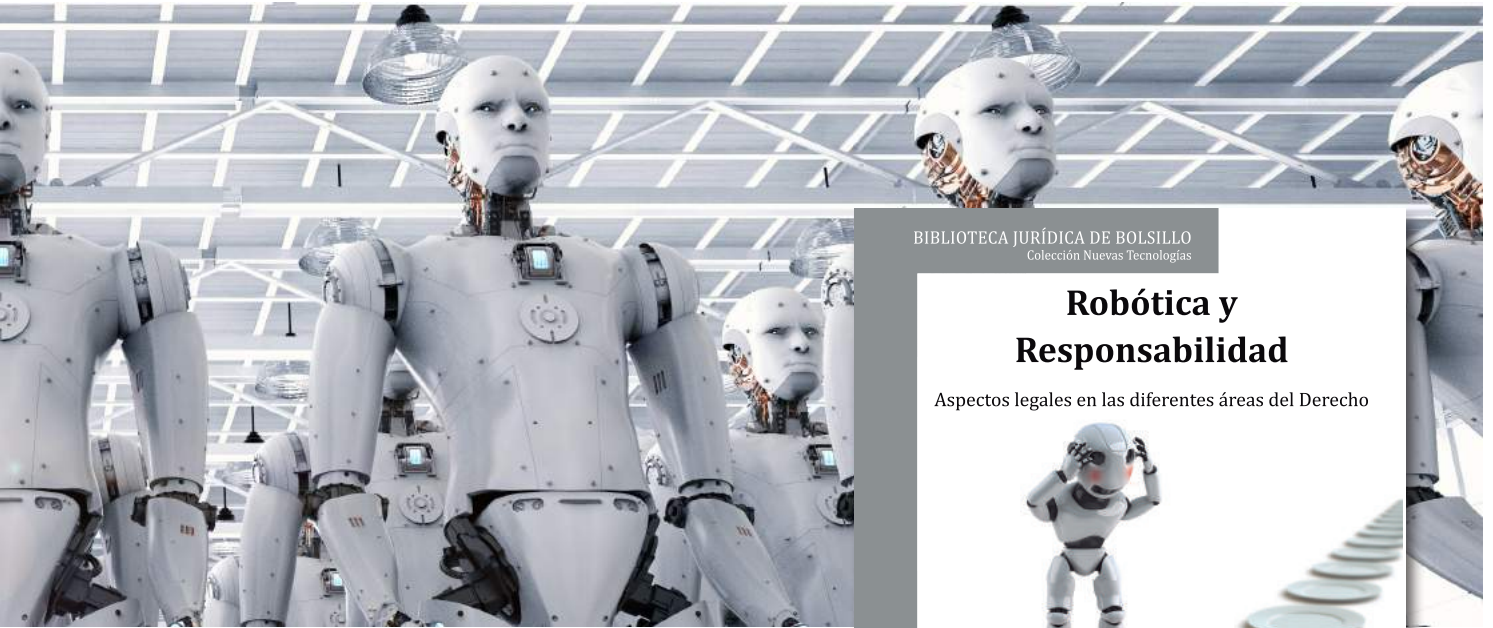 BIBLIOTECA JURÍDICA DE BOLSILLO
Colección Nuevas Tecnologías
Robótica y
Responsabilidad
Aspectos legales en las diferentes áreas del Derecho